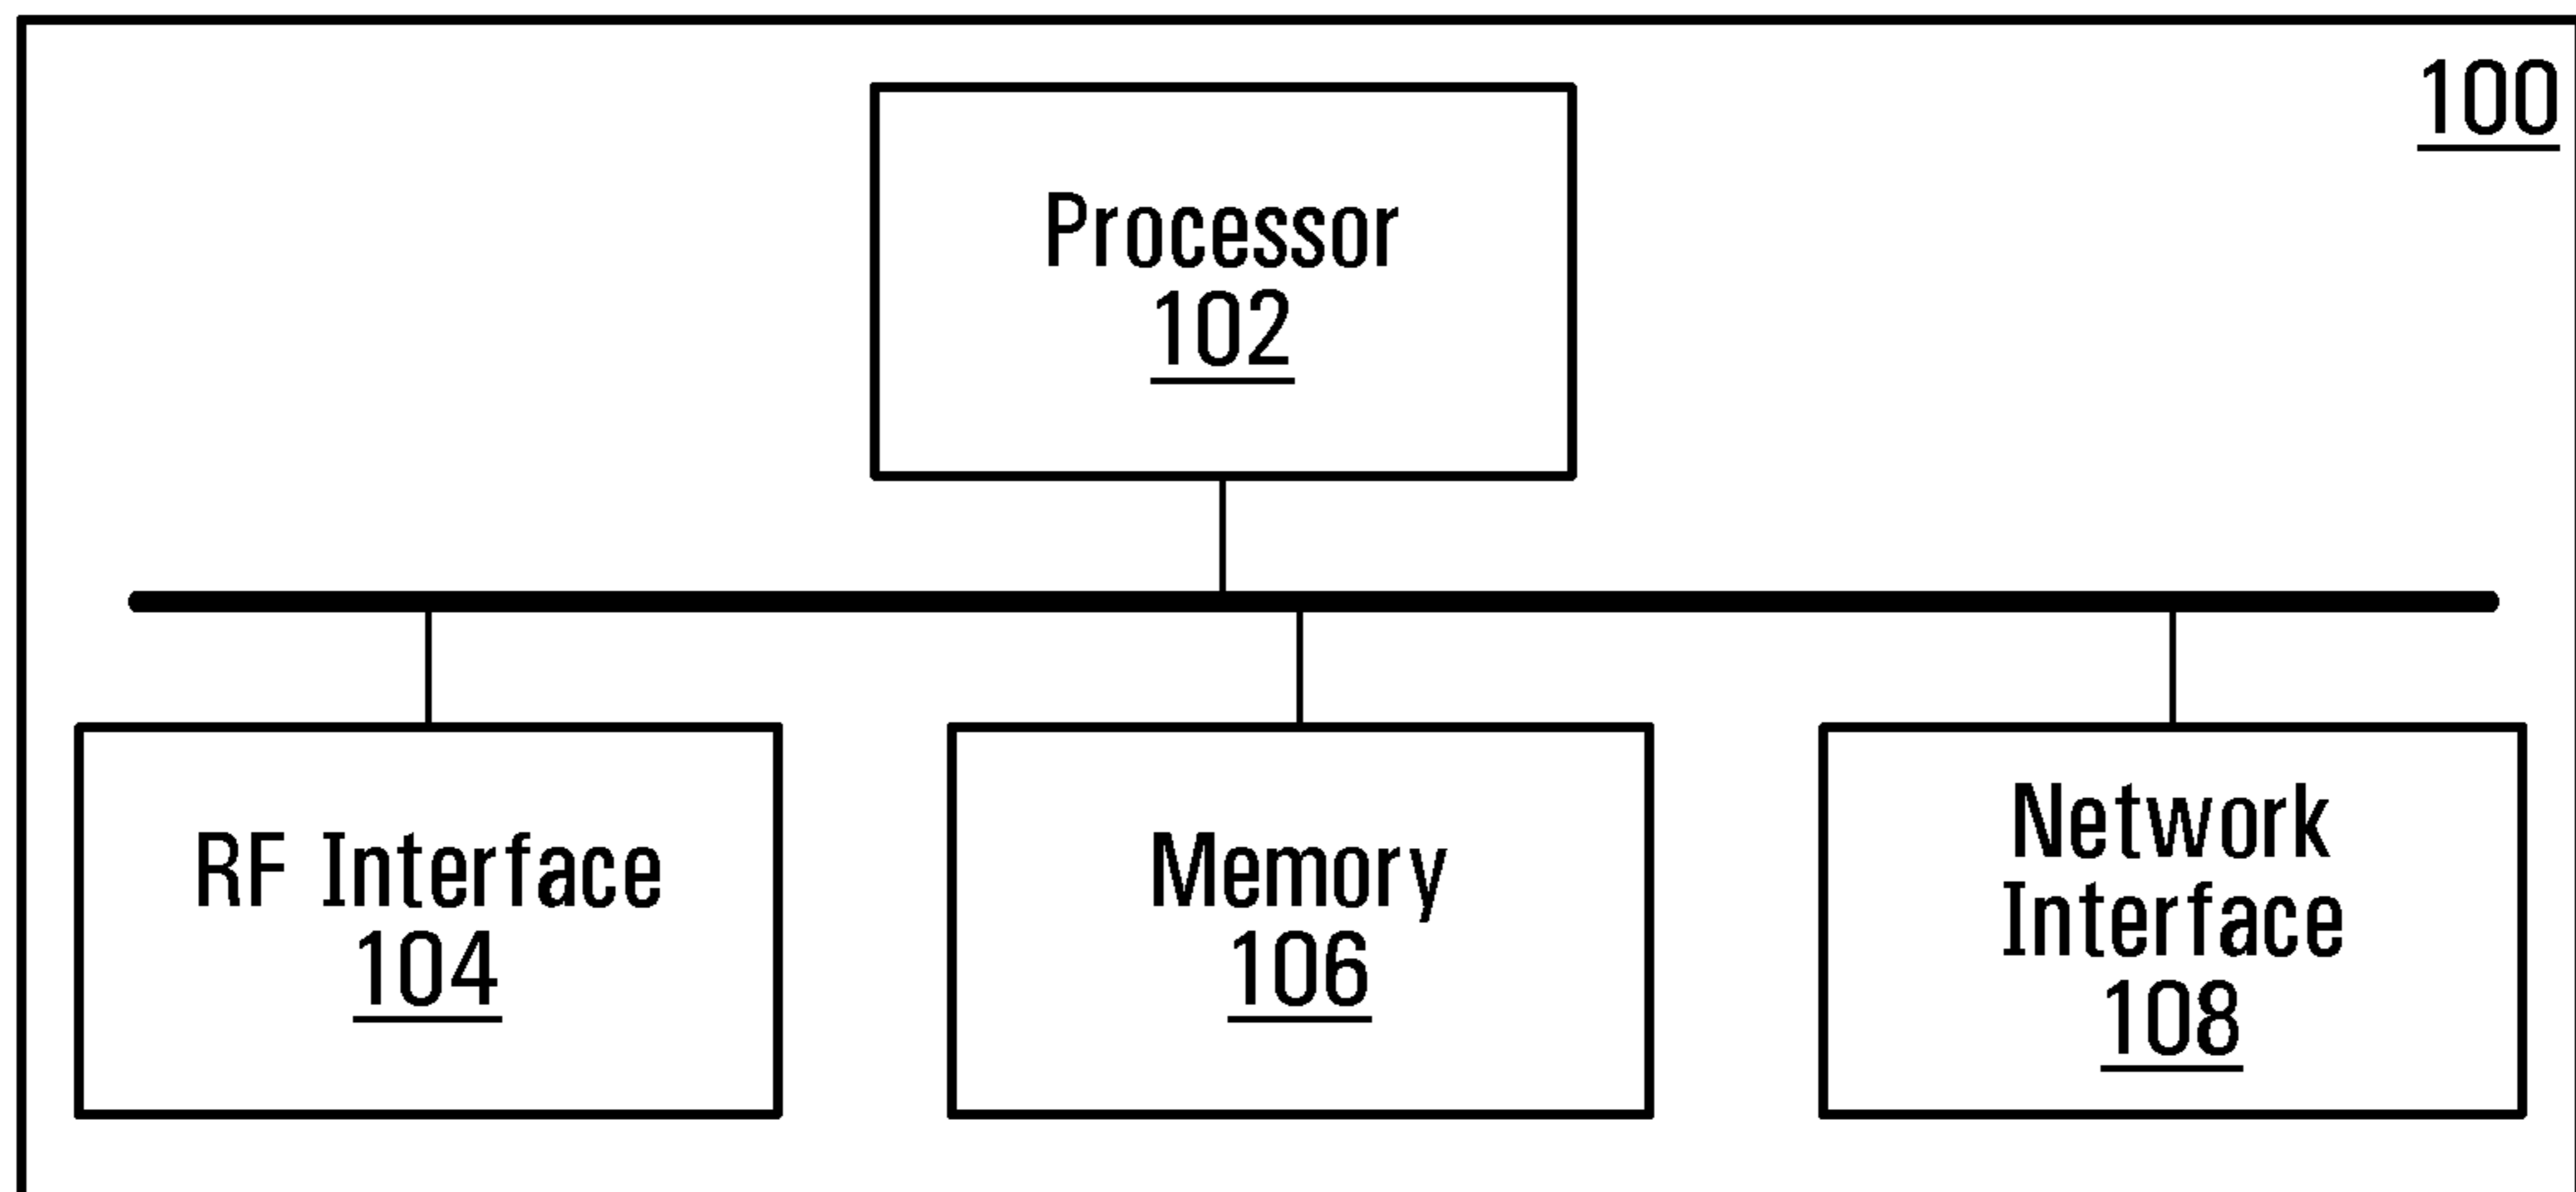 100
Processor
102
RF Interface
104
Memory
106
Network
Interface
108